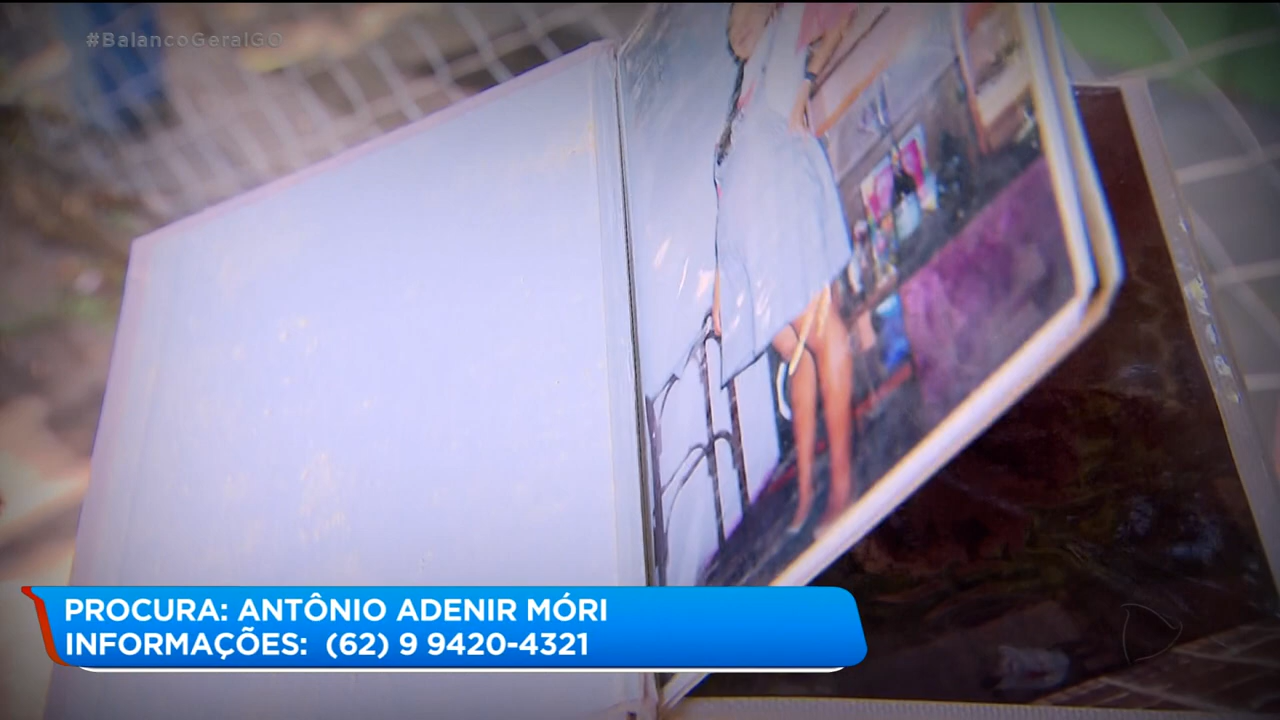 #BalancoGeralGO
PROCURA: ANTÔNIO ADENIR MÓRI
INFORMAÇÕES: (62) 9 9420-4321